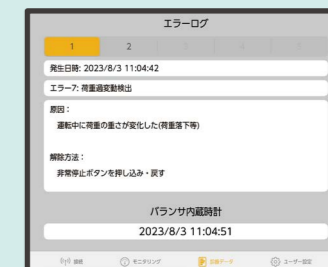 エラーログ
1 2 3 4 5
発生日時: 2023/8/3 11:04:42
エラー7: 荷重過変動検出
原因：
運転中に荷重の重さが変化した(荷重落下等)
解除方法：
非常停止ボタンを押し込み・戻す
バランサ内蔵時計
2023/8/3 11:04:51
接続 モニタリング 記録データ ユーザー設定